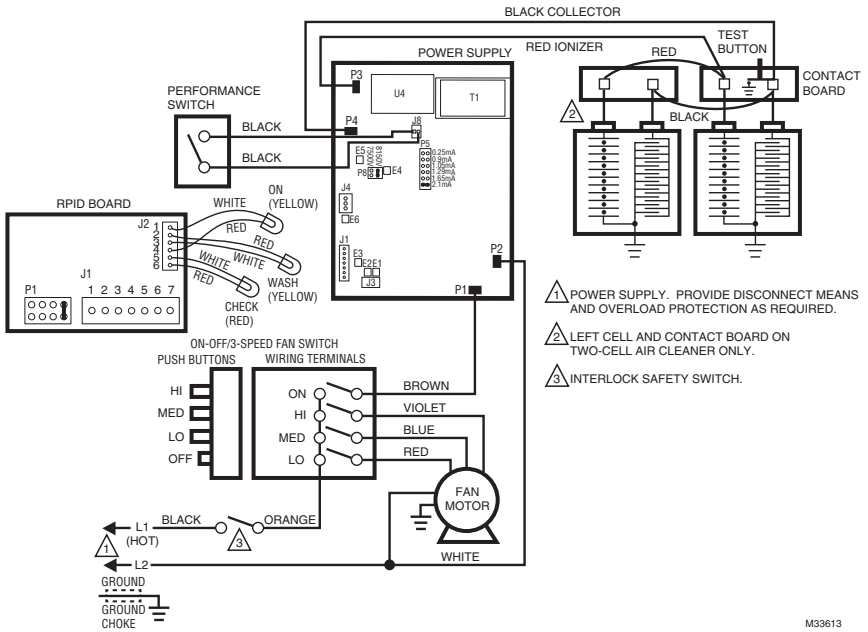 BLACK COLLECTOR
RED IONIZER
RED
TEST
BUTTON
CONTACT
BOARD
BLACK
2
POWER SUPPLY
P3
U4
T1
P4
J8
P5
0.25mA
0.9mA
1.05mA
1.29mA
1.65mA
2.1mA
E5
7500V
8150V
P8
E4
J4
E6
J1
E3
E2E1
J3
P2
P1
PERFORMANCE
SWITCH
BLACK
BLACK
RPID BOARD
J2
1
2
3
4
5
6
WHITE
RED
ON
(YELLOW)
RED
WHITE
WASH
(YELLOW)
WHITE
RED
CHECK
(RED)
P1
J1
1 2 3 4 5 6 7
1 POWER SUPPLY. PROVIDE DISCONNECT MEANS
AND OVERLOAD PROTECTION AS REQUIRED.
2 LEFT CELL AND CONTACT BOARD ON
TWO-CELL AIR CLEANER ONLY.
3 INTERLOCK SAFETY SWITCH.
ON-OFF/3-SPEED FAN SWITCH
PUSH BUTTONS
WIRING TERMINALS
HI
MED
LO
OFF
ON
HI
MED
LO
BROWN
VIOLET
BLUE
RED
FAN
MOTOR
BLACK
ORANGE
L1
(HOT)
1
3
L2
WHITE
GROUND
GROUND
CHOKE
M33613